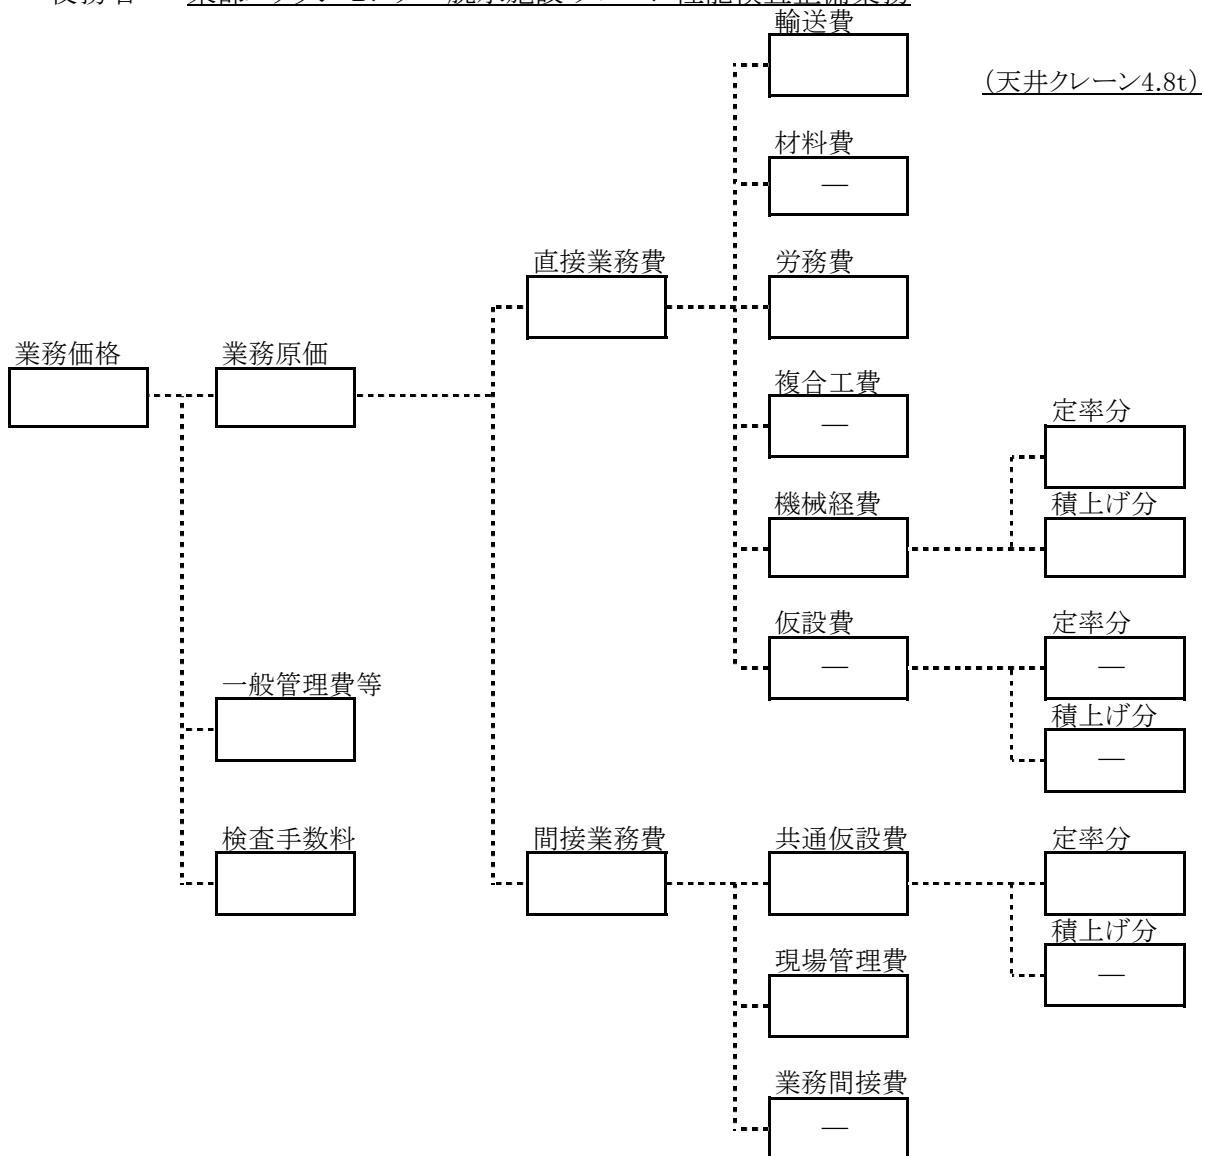 輸送費
(天井クレーン4.8t)
材料費
―
直接業務費
労務費
業務価格
業務原価
複合工費
―
定率分
機械経費
積上げ分
仮設費
―
定率分
―
一般管理費等
積上げ分
―
検査手数料
間接業務費
共通仮設費
定率分
積上げ分
―
現場管理費
業務間接費
―